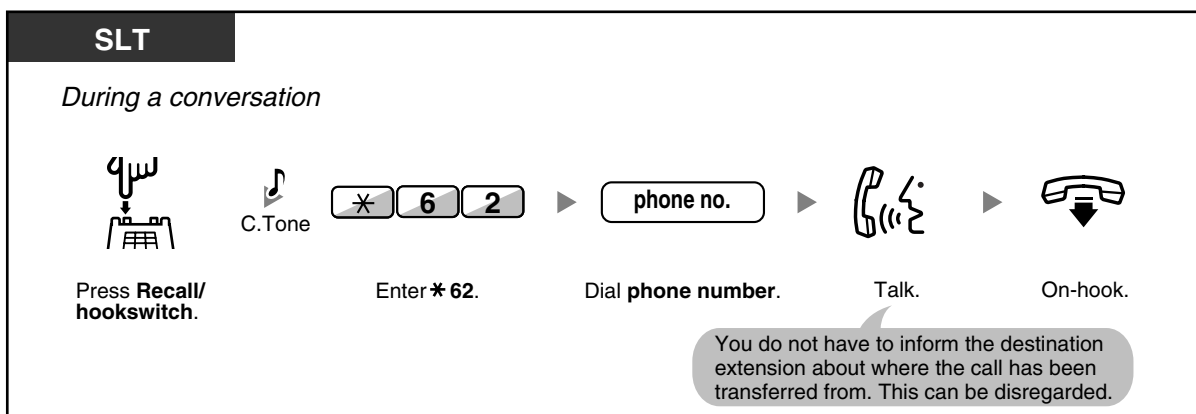 SLT
During a conversation
C.Tone
* 6 2
phone no.
Press Recall/
hookswitch.
Enter * 62.
Dial phone number.
Talk.
On-hook.
You do not have to inform the destination
extension about where the call has been
transferred from. This can be disregarded.